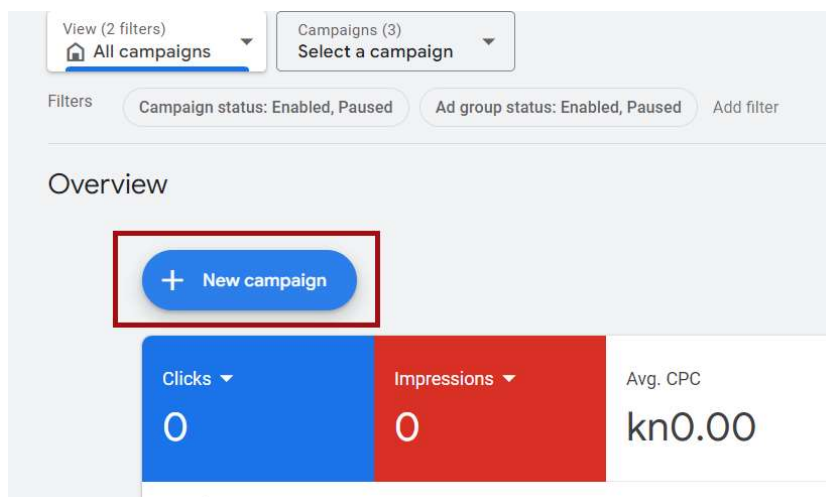 View (2 filters)
All campaigns
Campaigns (3)
Select a campaign
Filters
Campaign status: Enabled, Paused
Ad group status: Enabled, Paused
Add filter
Overview
+ New campaign
Clicks
0
Impressions
0
Avg. CPC
kn0.00